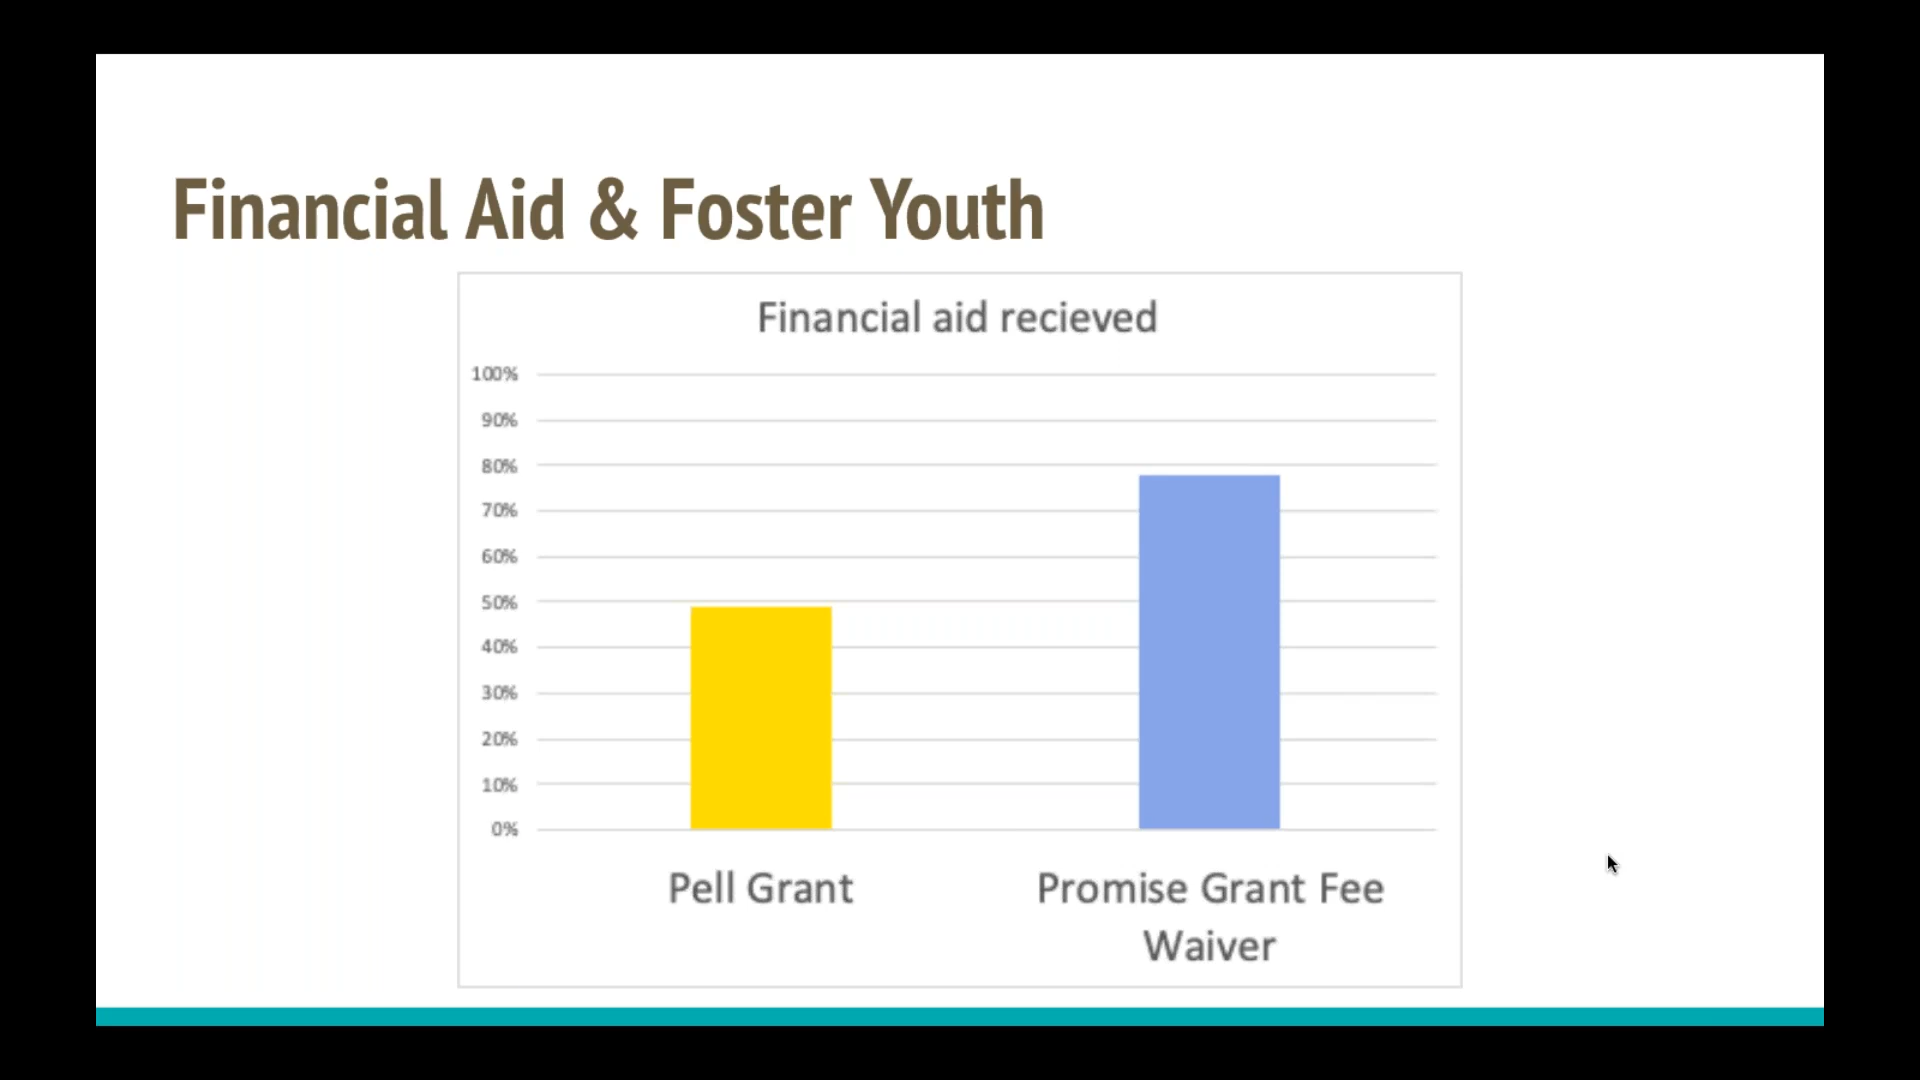 Financial Aid & Foster Youth
Financial aid recieved
100%
90%
80%
70%
60%
50%
40%
30%
20%
10%
0%
Pell Grant
Promise Grant Fee
Waiver